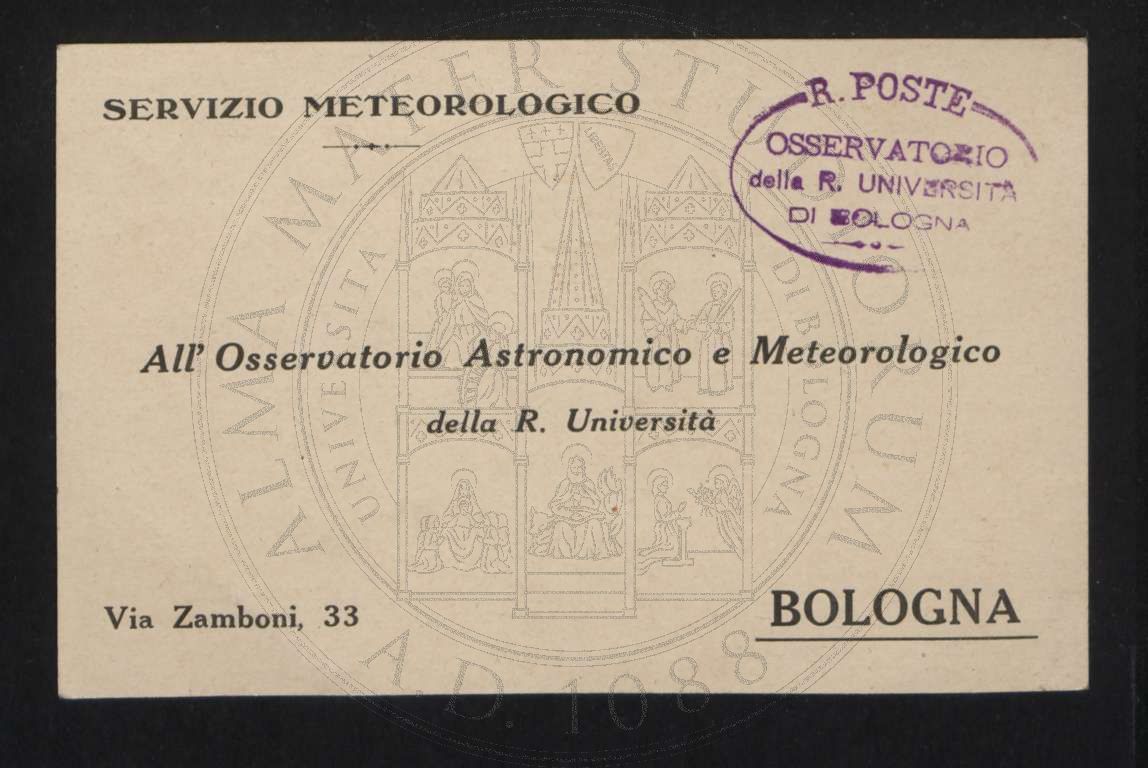 SERVIZIO METEOROLOGICO
R. POSTE
OSSERVATORIO
della R. UNIVERSITÀ
DI BOLOGNA
All' Osservatorio Astronomico e Meteorologico
della R. Università
Via Zamboni, 33
BOLOGNA
ALMA MATER STUDIORUM
UNIVERSITA DI BOLOGNA
LIBERTAS
A.D. 1088